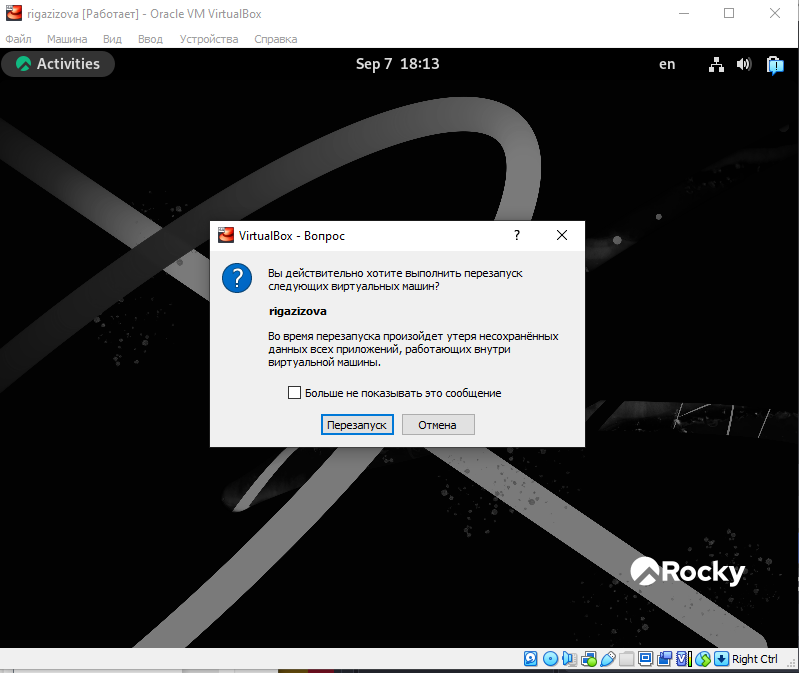 rigazizova [Работает] - Oracle VM VirtualBox
Файл Машина Вид Ввод Устройства Справка
Activities Sep 7 18:13 en
VirtualBox - Вопрос ?
Вы действительно хотите выполнить перезапуск
следующих виртуальных машин?
rigazizova
Во время перезапуска произойдет утеря несохранённых
данных всех приложений, работающих внутри
виртуальной машины.
Больше не показывать это сообщение
Перезапуск Отмена
Rocky
Right Ctrl